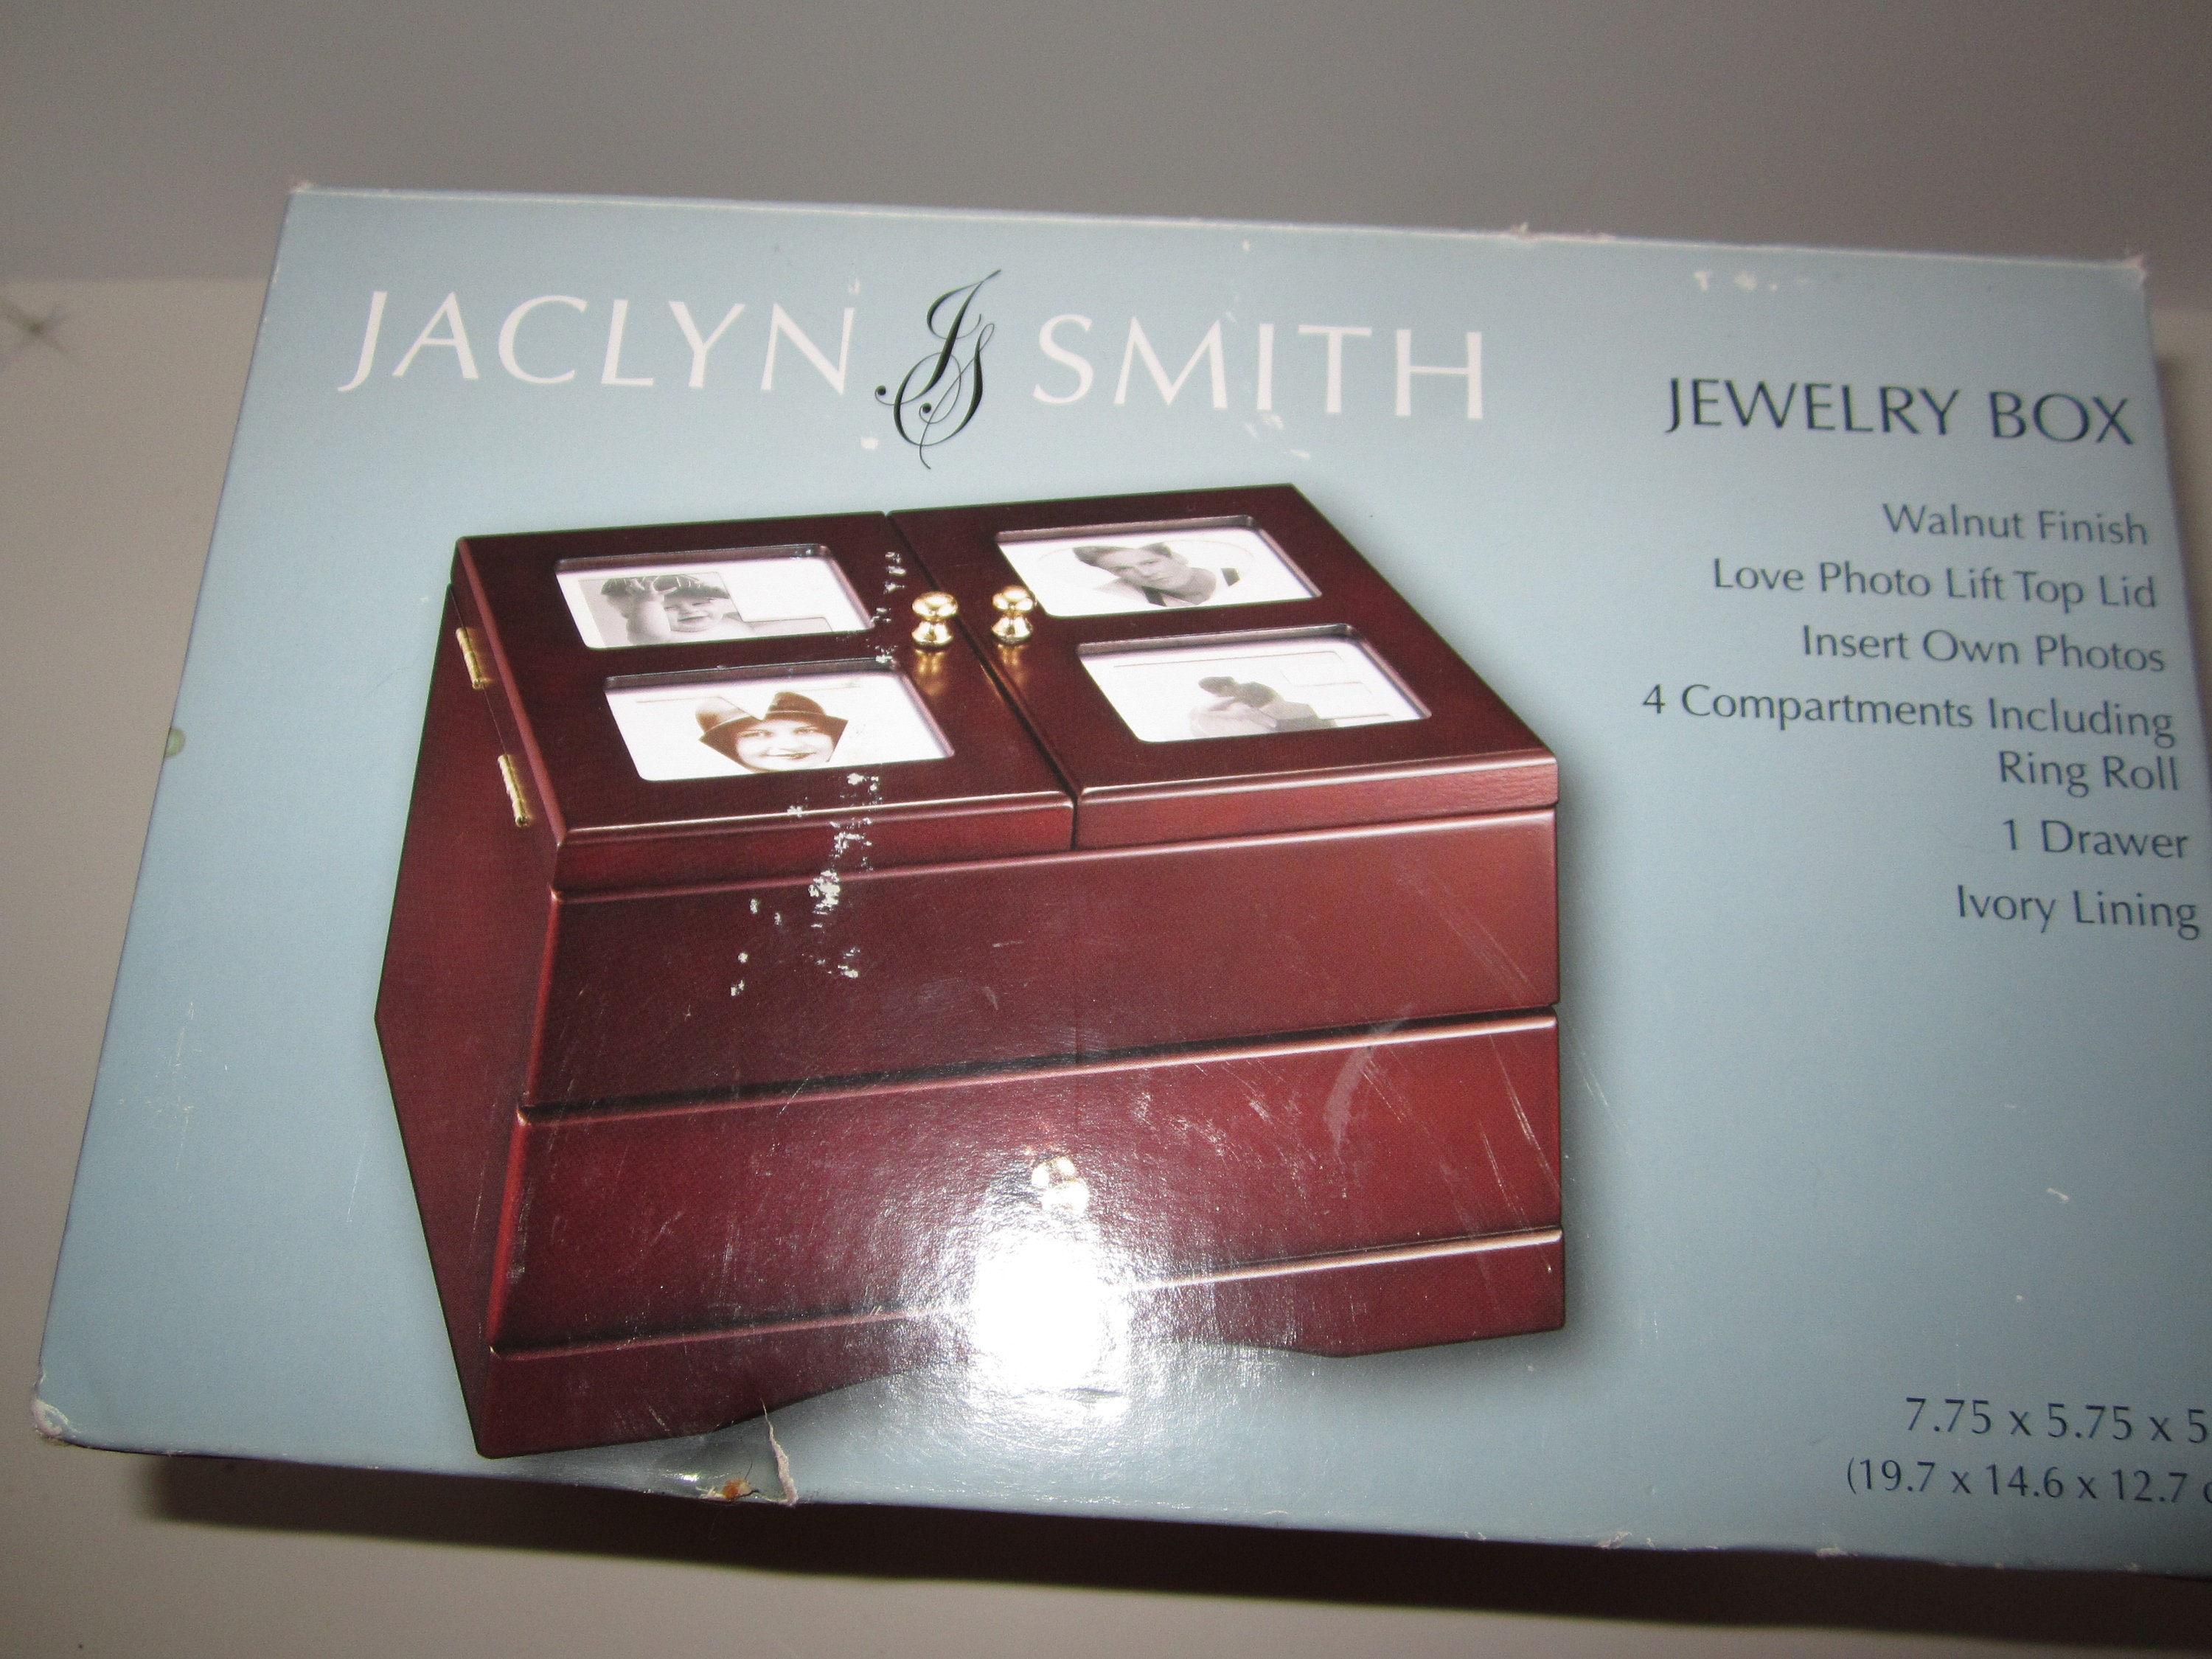 JACLYN JS SMITH
JEWELRY BOX
Walnut Finish
Love Photo Lift Top Lid
Insert Own Photos
4 Compartments Including
Ring Roll
1 Drawer
Ivory Lining
7.75 x 5.75 x 5
(19.7 x 14.6 x 12.7